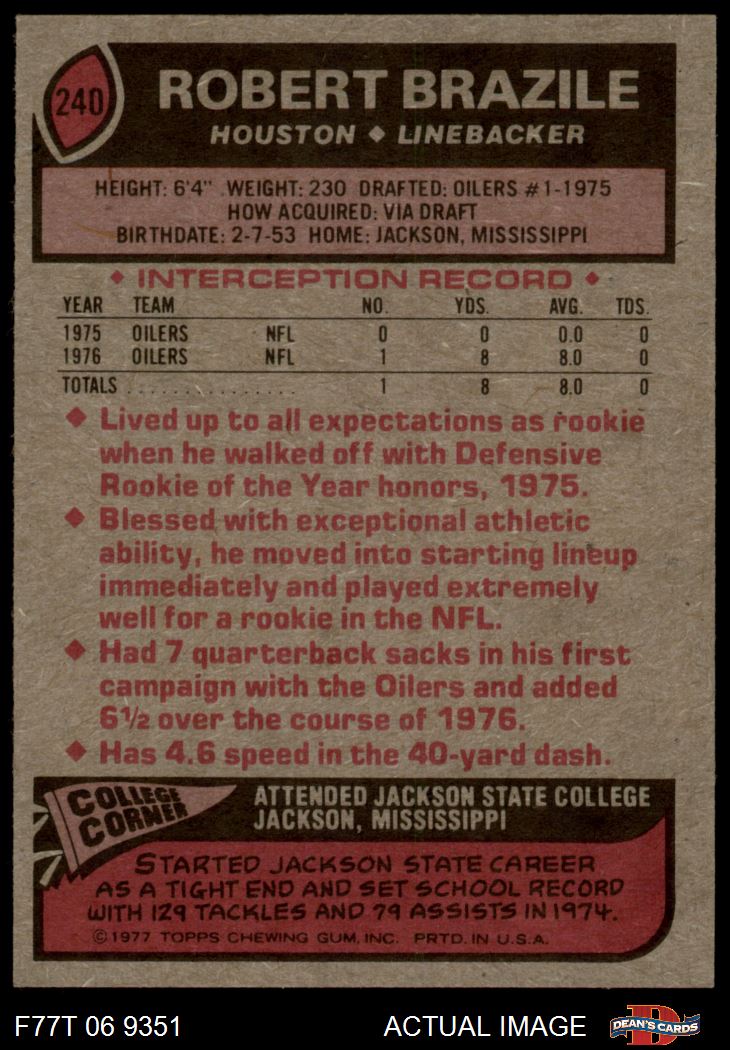 240
ROBERT BRAZILE
HOUSTON ◆ LINEBACKER
HEIGHT: 6'4" WEIGHT: 230 DRAFTED: OILERS #1-1975
HOW ACQUIRED: VIA DRAFT
BIRTHDATE: 2-7-53 HOME: JACKSON, MISSISSIPPI
◆ INTERCEPTION RECORD ◆
YEAR TEAM NO. YDS. AVG. TDS.
1975 OILERS NFL 0 0 0.0 0
1976 OILERS NFL 1 8 8.0 0
TOTALS . . . . . . . . . . . . . . . . 1 8 8.0 0
◆ Lived up to all expectations as rookie
when he walked off with Defensive
Rookie of the Year honors, 1975.
◆ Blessed with exceptional athletic
ability, he moved into starting lineup
immediately and played extremely
well for a rookie in the NFL.
◆ Had 7 quarterback sacks in his first
campaign with the Oilers and added
6½ over the course of 1976.
◆ Has 4.6 speed in the 40-yard dash.
COLLEGE
CORNER
ATTENDED JACKSON STATE COLLEGE
JACKSON, MISSISSIPPI
STARTED JACKSON STATE CAREER
AS A TIGHT END AND SET SCHOOL RECORD
WITH 129 TACKLES AND 79 ASSISTS IN 1974.
© 1977 TOPPS CHEWING GUM, INC. PRTD. IN U.S.A.
F77T 06 9351 ACTUAL IMAGE
D
DEAN'S CARDS